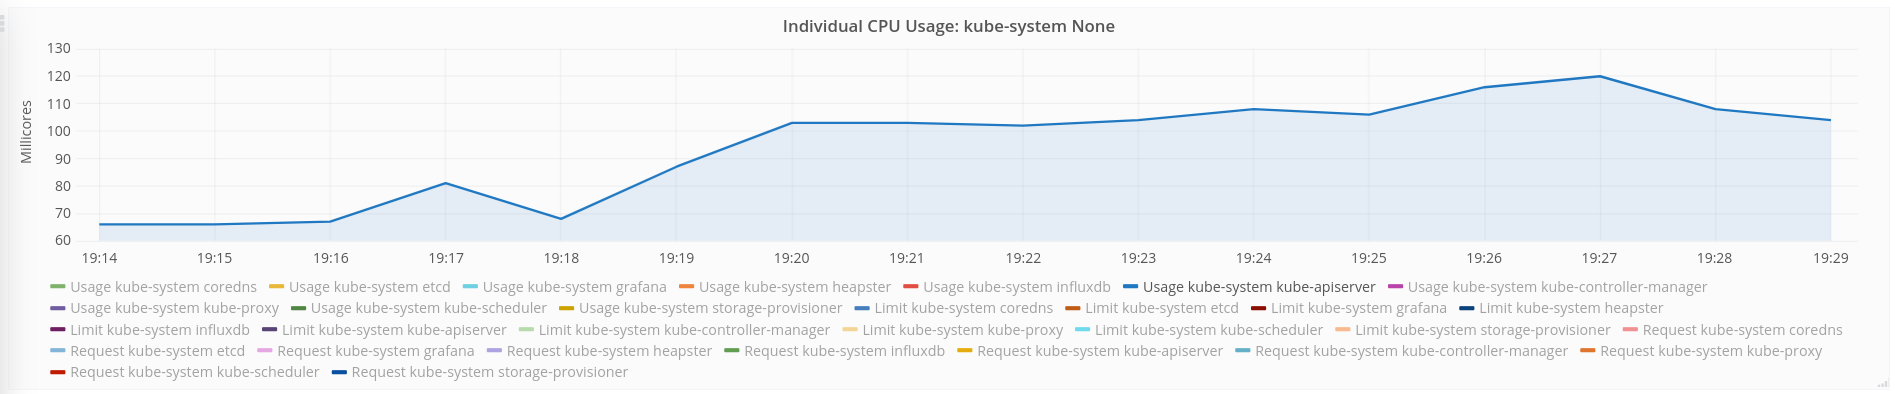 Individual CPU Usage: kube-system None
Millicores
130
120
110
100
90
80
70
60
19:14 19:15 19:16 19:17 19:18 19:19 19:20 19:21 19:22 19:23 19:24 19:25 19:26 19:27 19:28 19:29
Usage kube-system coredns Usage kube-system etcd Usage kube-system grafana Usage kube-system heapster Usage kube-system influxdb Usage kube-system kube-apiserver Usage kube-system kube-controller-manager
Usage kube-system kube-proxy Usage kube-system kube-scheduler Usage kube-system storage-provisioner Limit kube-system coredns Limit kube-system etcd Limit kube-system grafana Limit kube-system heapster
Limit kube-system influxdb Limit kube-system kube-apiserver Limit kube-system kube-controller-manager Limit kube-system kube-proxy Limit kube-system kube-scheduler Limit kube-system storage-provisioner Request kube-system coredns
Request kube-system etcd Request kube-system grafana Request kube-system heapster Request kube-system influxdb Request kube-system kube-apiserver Request kube-system kube-controller-manager Request kube-system kube-proxy
Request kube-system kube-scheduler Request kube-system storage-provisioner